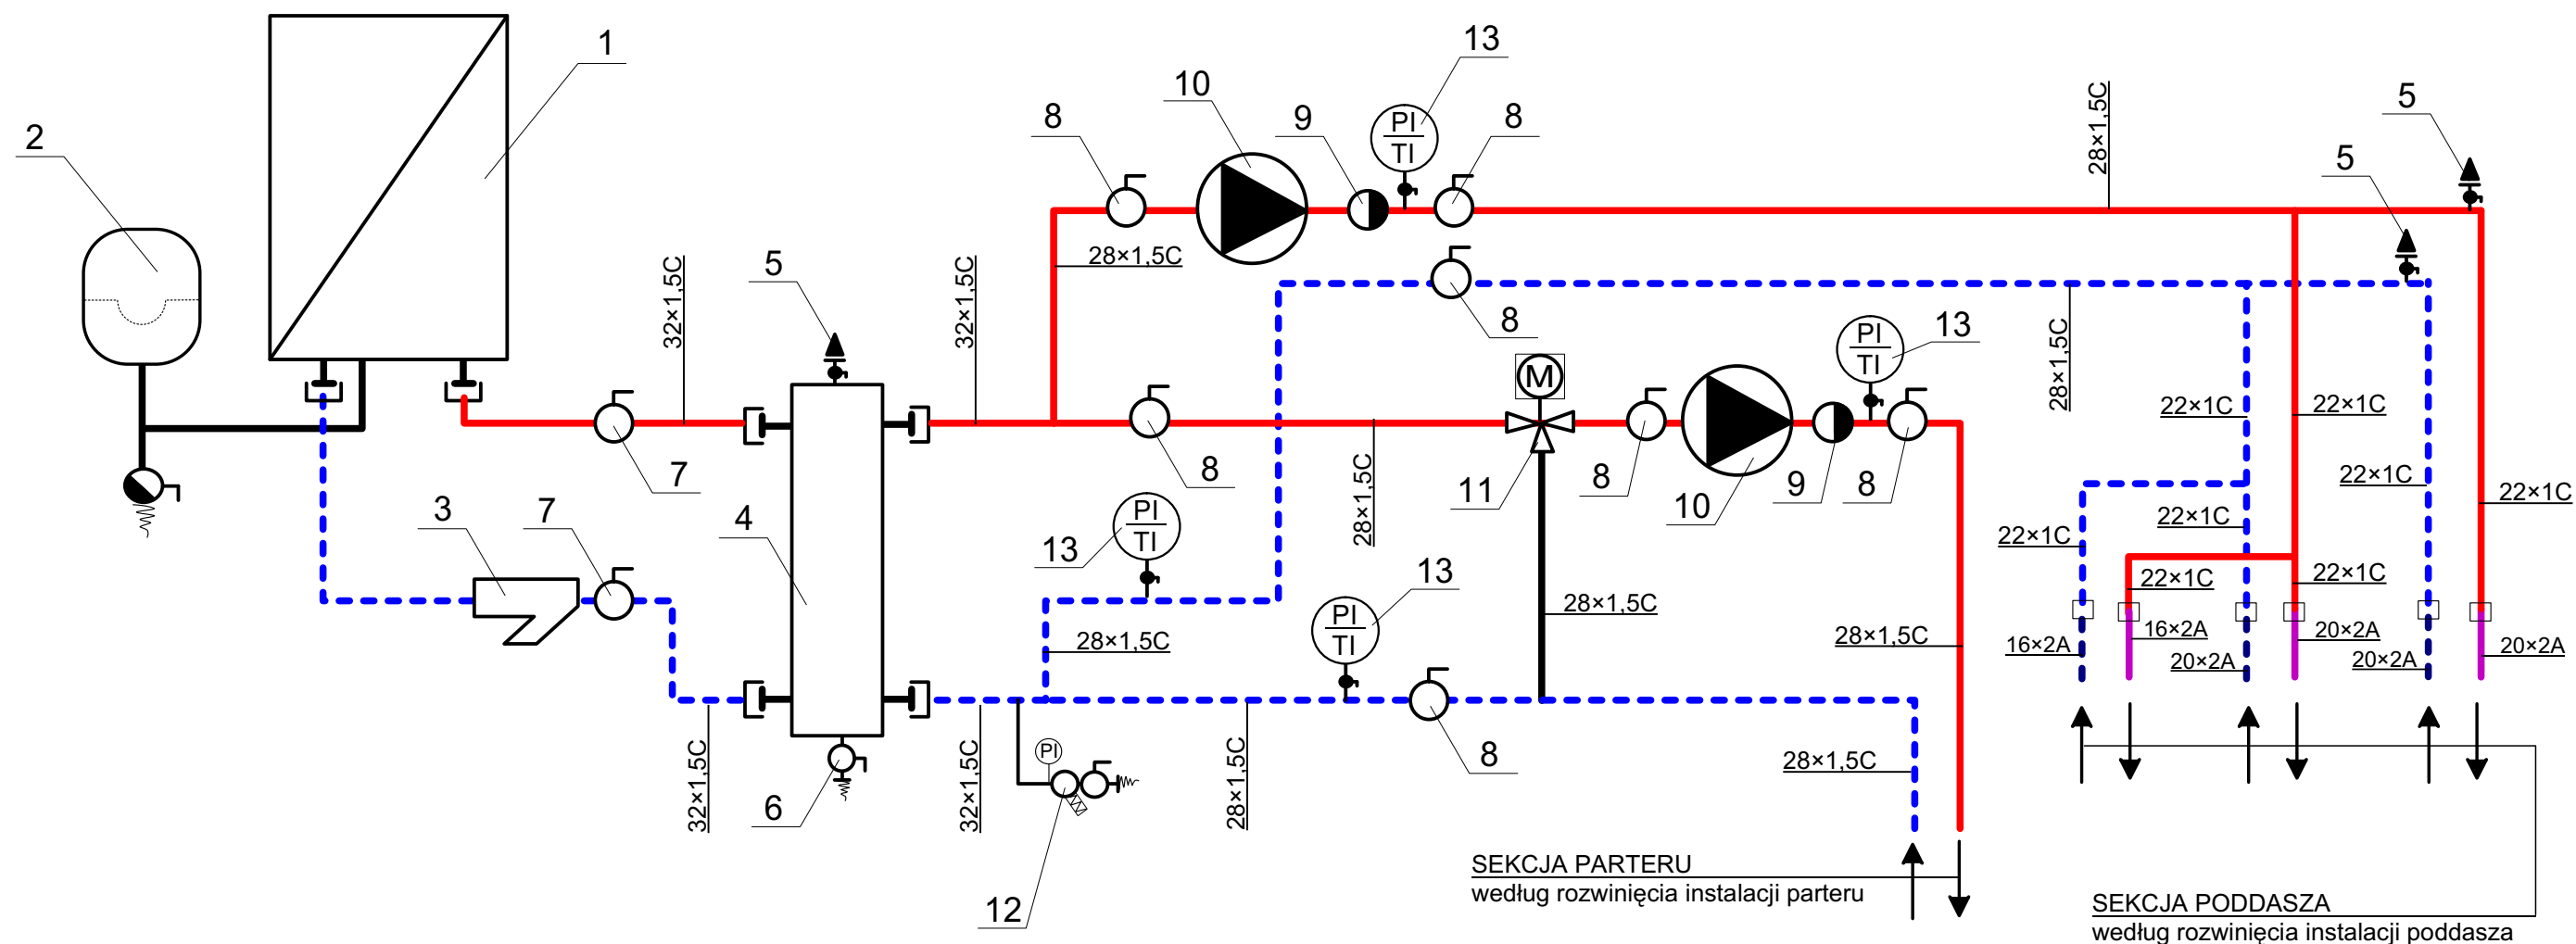 1
2
13
10
8
9
PI
TI
8
28×1,5C
5
5
5
32×1,5C
32×1,5C
28×1,5C
8
28×1,5C
PI
TI
13
M
22×1C
22×1C
7
8
28×1,5C
11
8
10
9
8
22×1C
22×1C
3
7
4
13
PI
TI
22×1C
22×1C
PI
TI
13
22×1C
22×1C
28×1,5C
28×1,5C
28×1,5C
16×2A
16×2A
20×2A
20×2A
20×2A
20×2A
32×1,5C
6
32×1,5C
PI
12
28×1,5C
8
28×1,5C
SEKCJA PARTERU
według rozwinięcia instalacji parteru
SEKCJA PODDASZA
według rozwinięcia instalacji poddasza